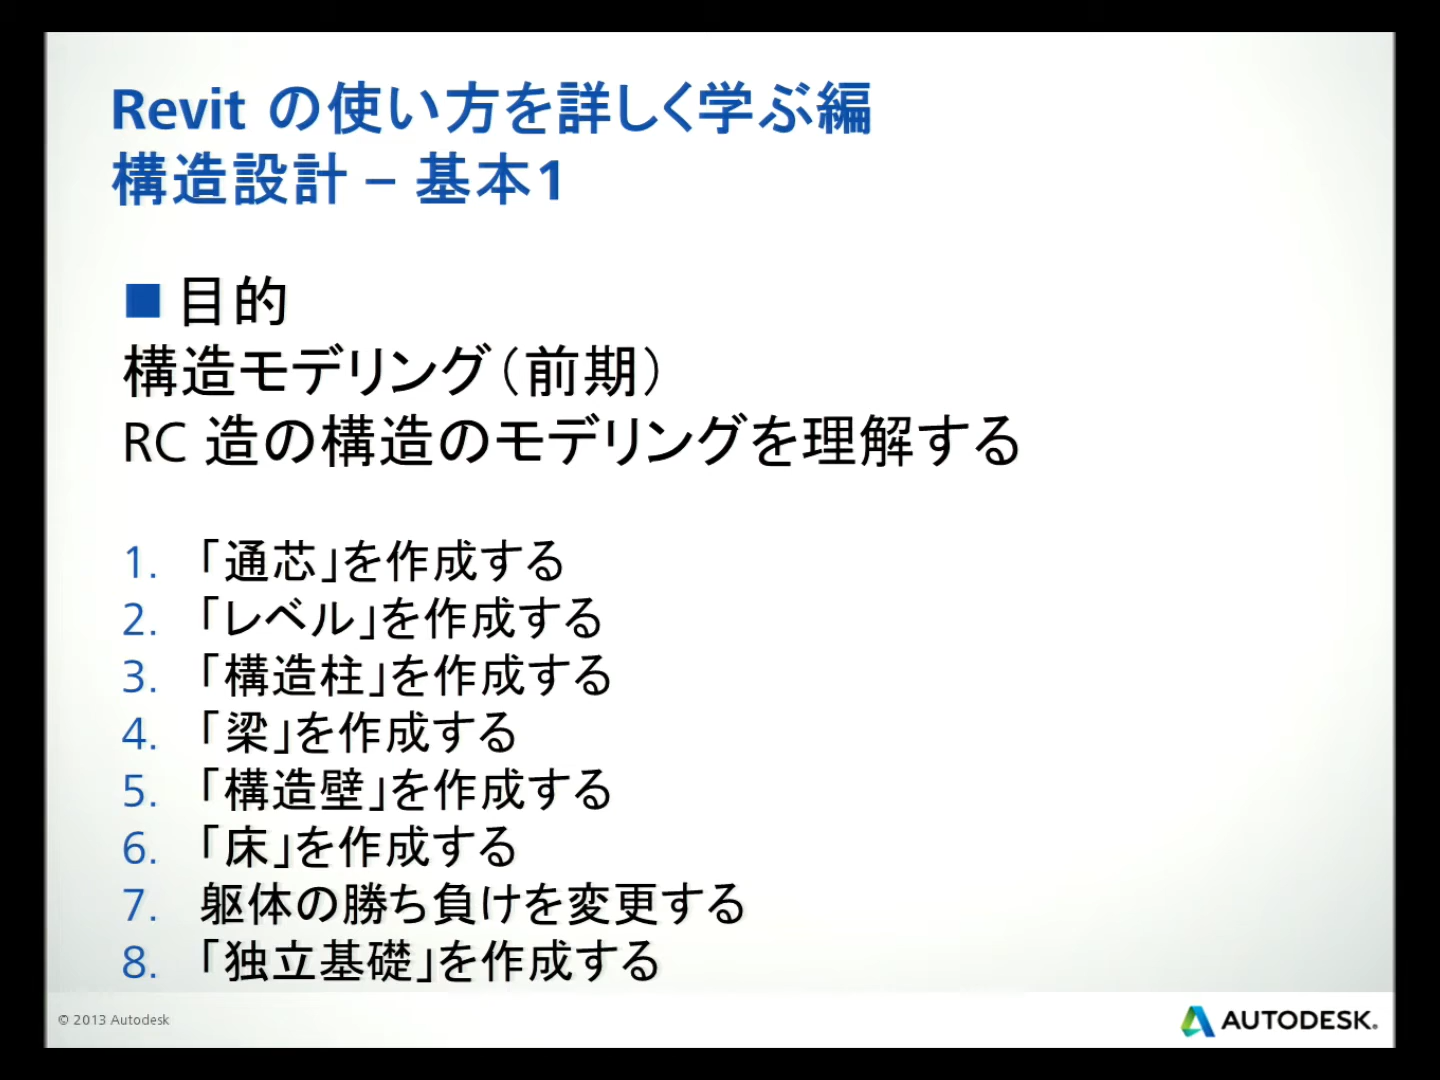 Revit の使い方を詳しく学ぶ編
構造設計 – 基本1
■ 目的
構造モデリング（前期）
RC 造の構造のモデリングを理解する
1. 「通芯」を作成する
2. 「レベル」を作成する
3. 「構造柱」を作成する
4. 「梁」を作成する
5. 「構造壁」を作成する
6. 「床」を作成する
7. 躯体の勝ち負けを変更する
8. 「独立基礎」を作成する
© 2013 Autodesk
AUTODESK.